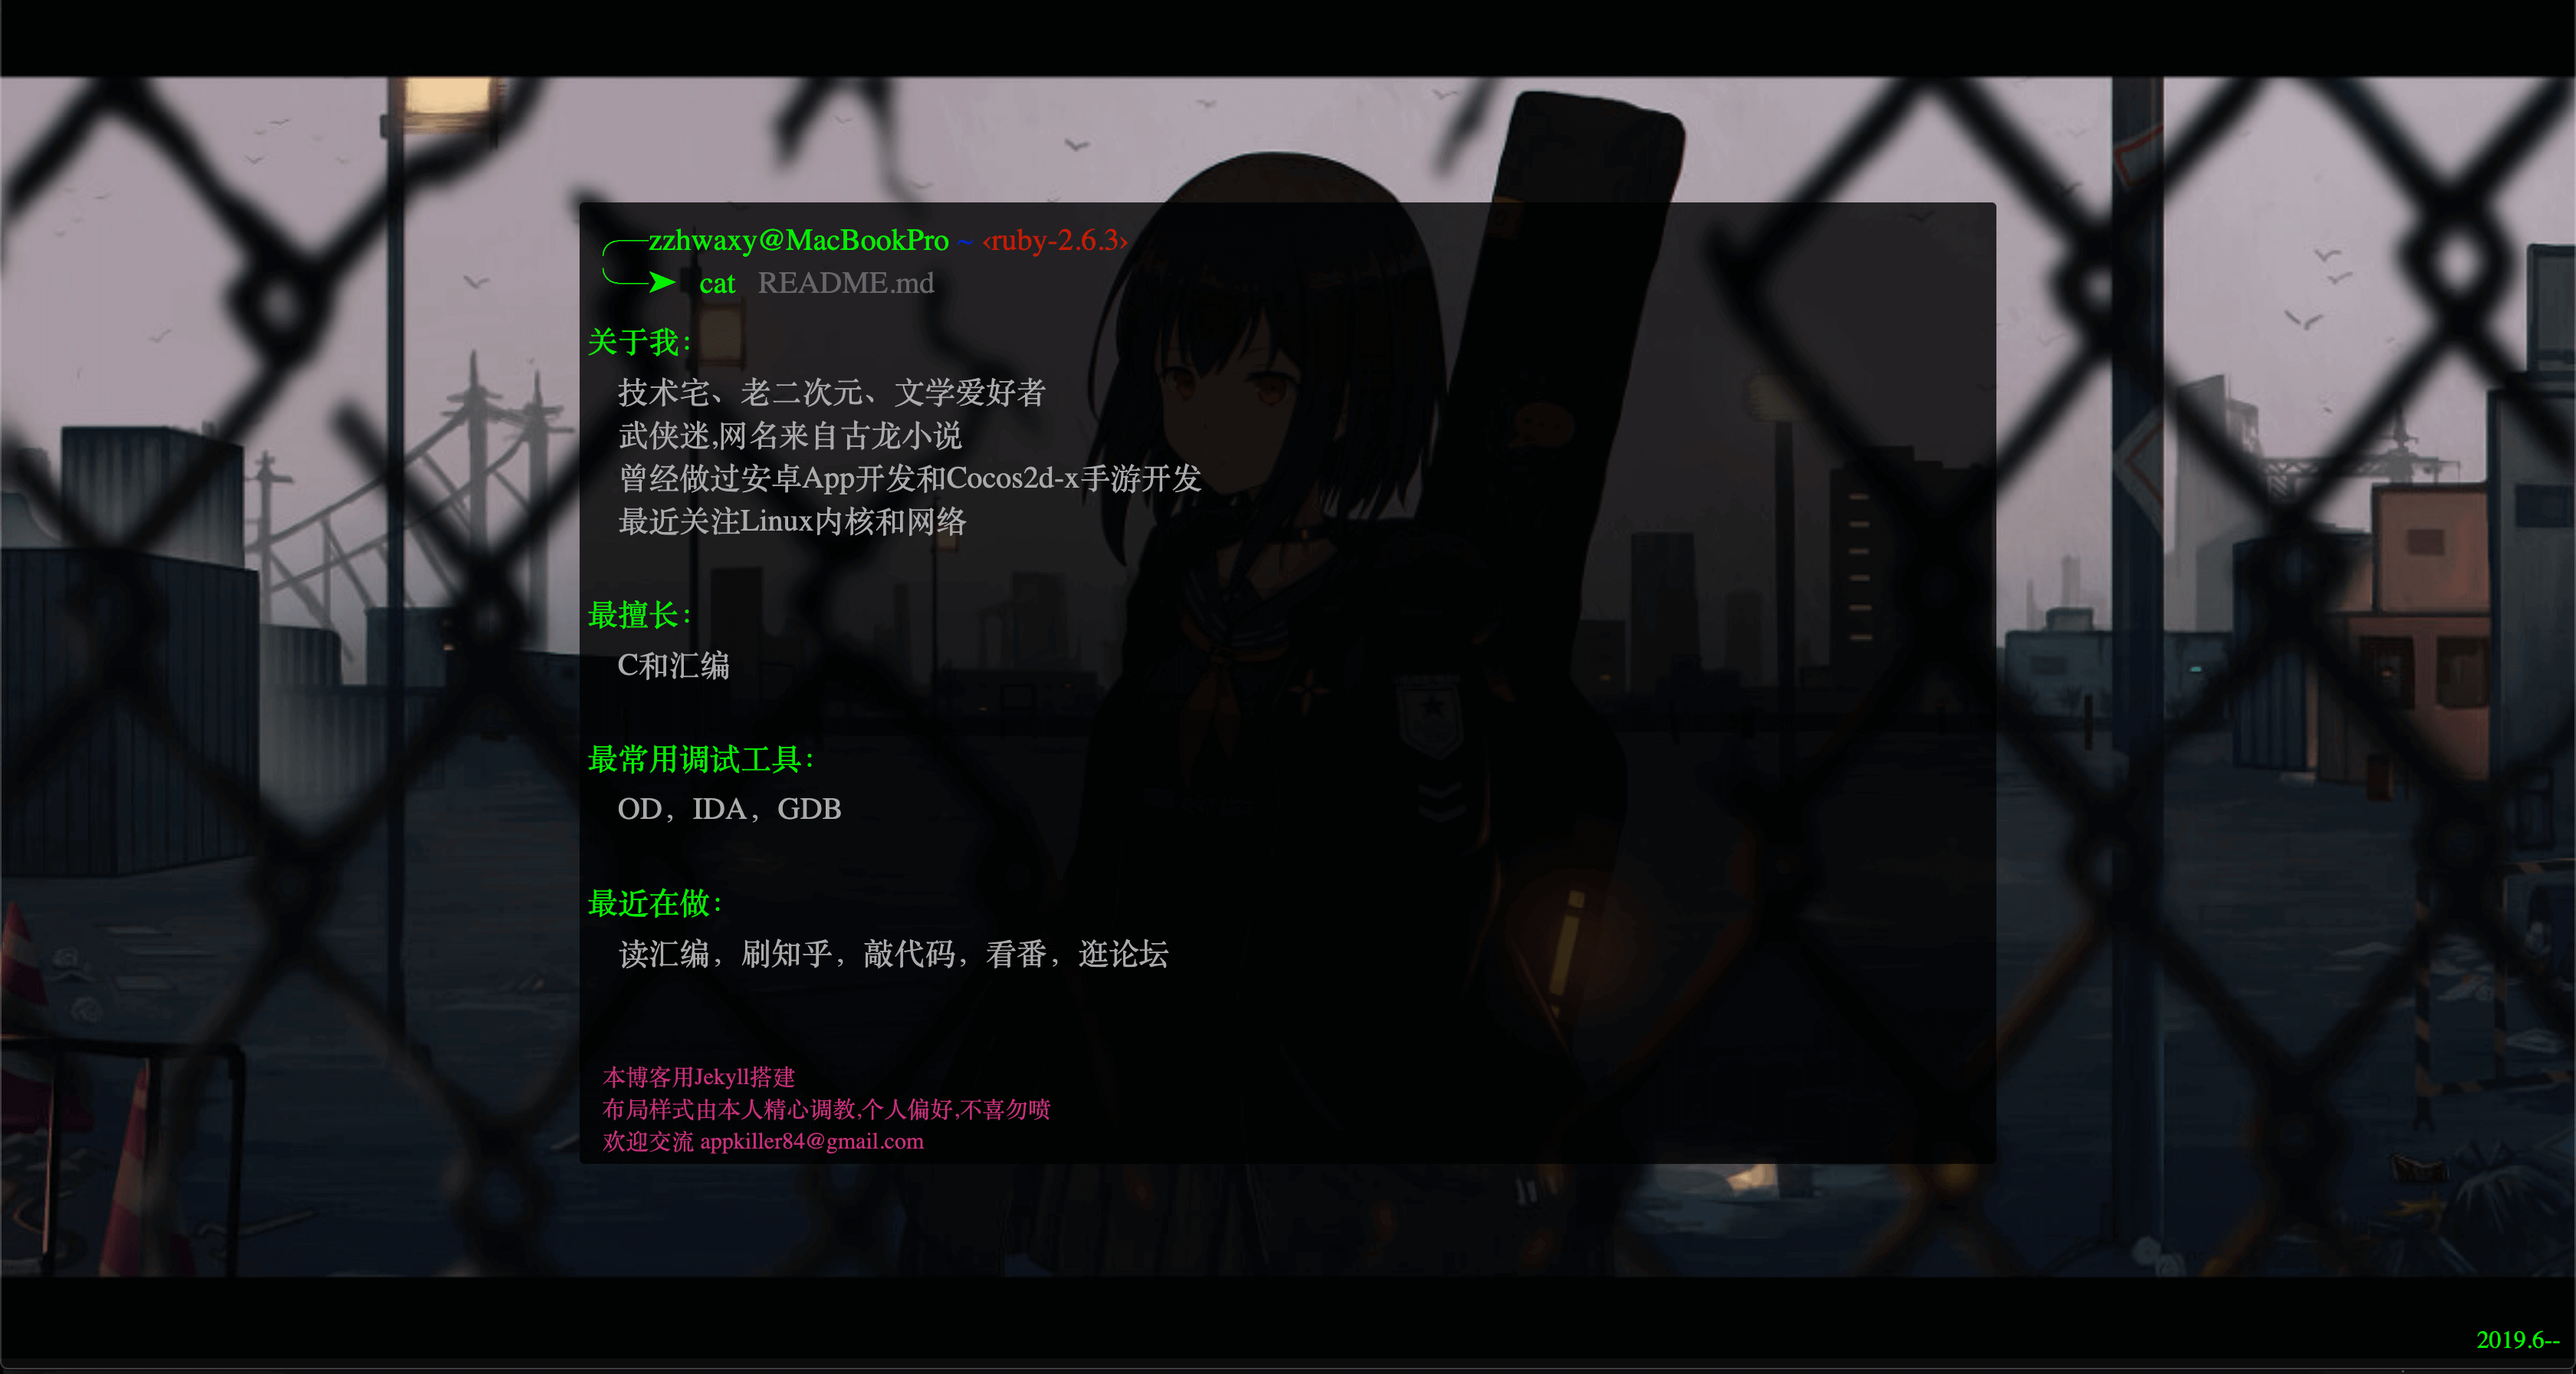 zzhwaxy@MacBookPro ~ ‹ruby-2.6.3›
➤ cat README.md
关于我：
技术宅、老二次元、文学爱好者
武侠迷,网名来自古龙小说
曾经做过安卓App开发和Cocos2d-x手游开发
最近关注Linux内核和网络
最擅长：
C和汇编
最常用调试工具：
OD，IDA，GDB
最近在做：
读汇编，刷知乎，敲代码，看番，逛论坛
本博客用Jekyll搭建
布局样式由本人精心调教,个人偏好,不喜勿喷
欢迎交流 appkiller84@gmail.com
2019.6--